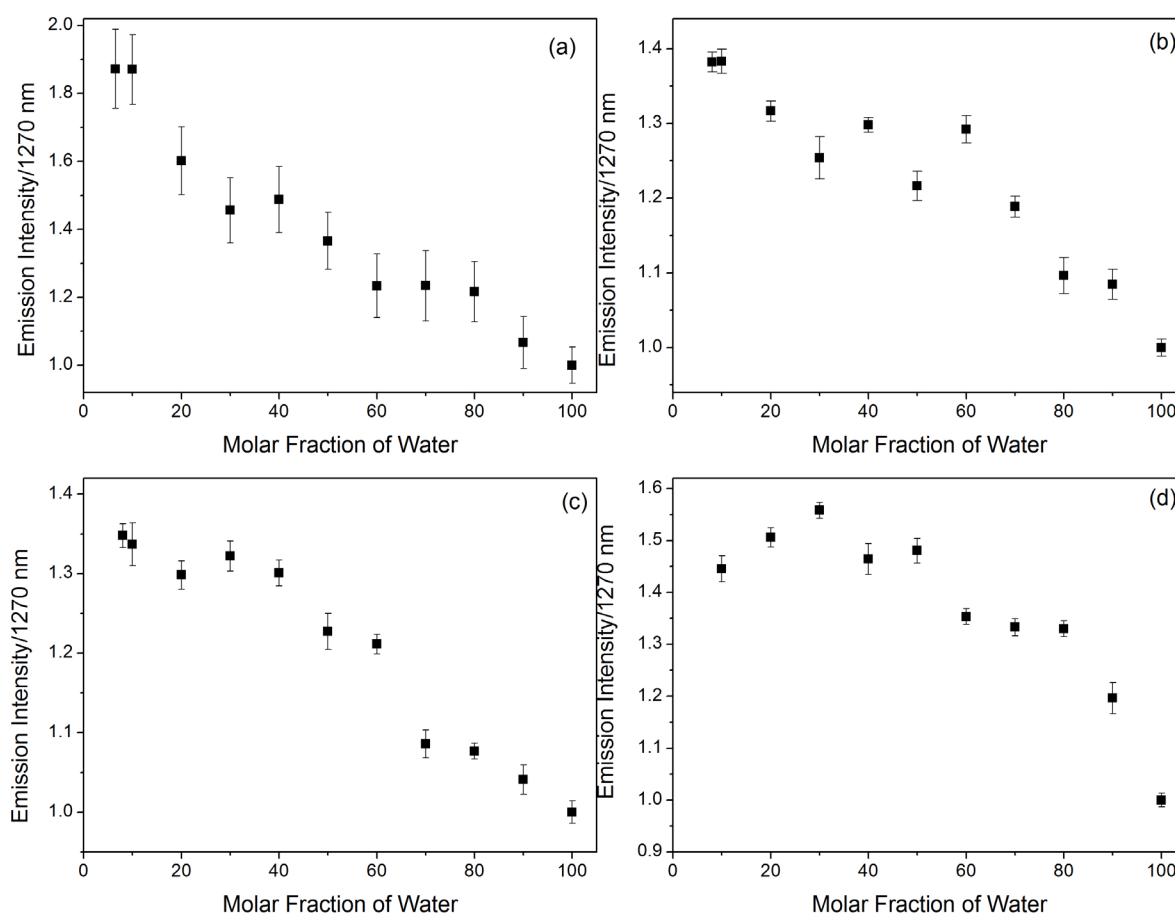 (a)
Emission Intensity/1270 nm
2.0
1.8
1.6
1.4
1.2
1.0
0 20 40 60 80 100
Molar Fraction of Water
(b)
Emission Intensity/1270 nm
1.4
1.3
1.2
1.1
1.0
0 20 40 60 80 100
Molar Fraction of Water
(c)
Emission Intensity/1270 nm
1.4
1.3
1.2
1.1
1.0
0 20 40 60 80 100
Molar Fraction of Water
(d)
Emission Intensity/1270 nm
1.6
1.5
1.4
1.3
1.2
1.1
1.0
0.9
0 20 40 60 80 100
Molar Fraction of Water